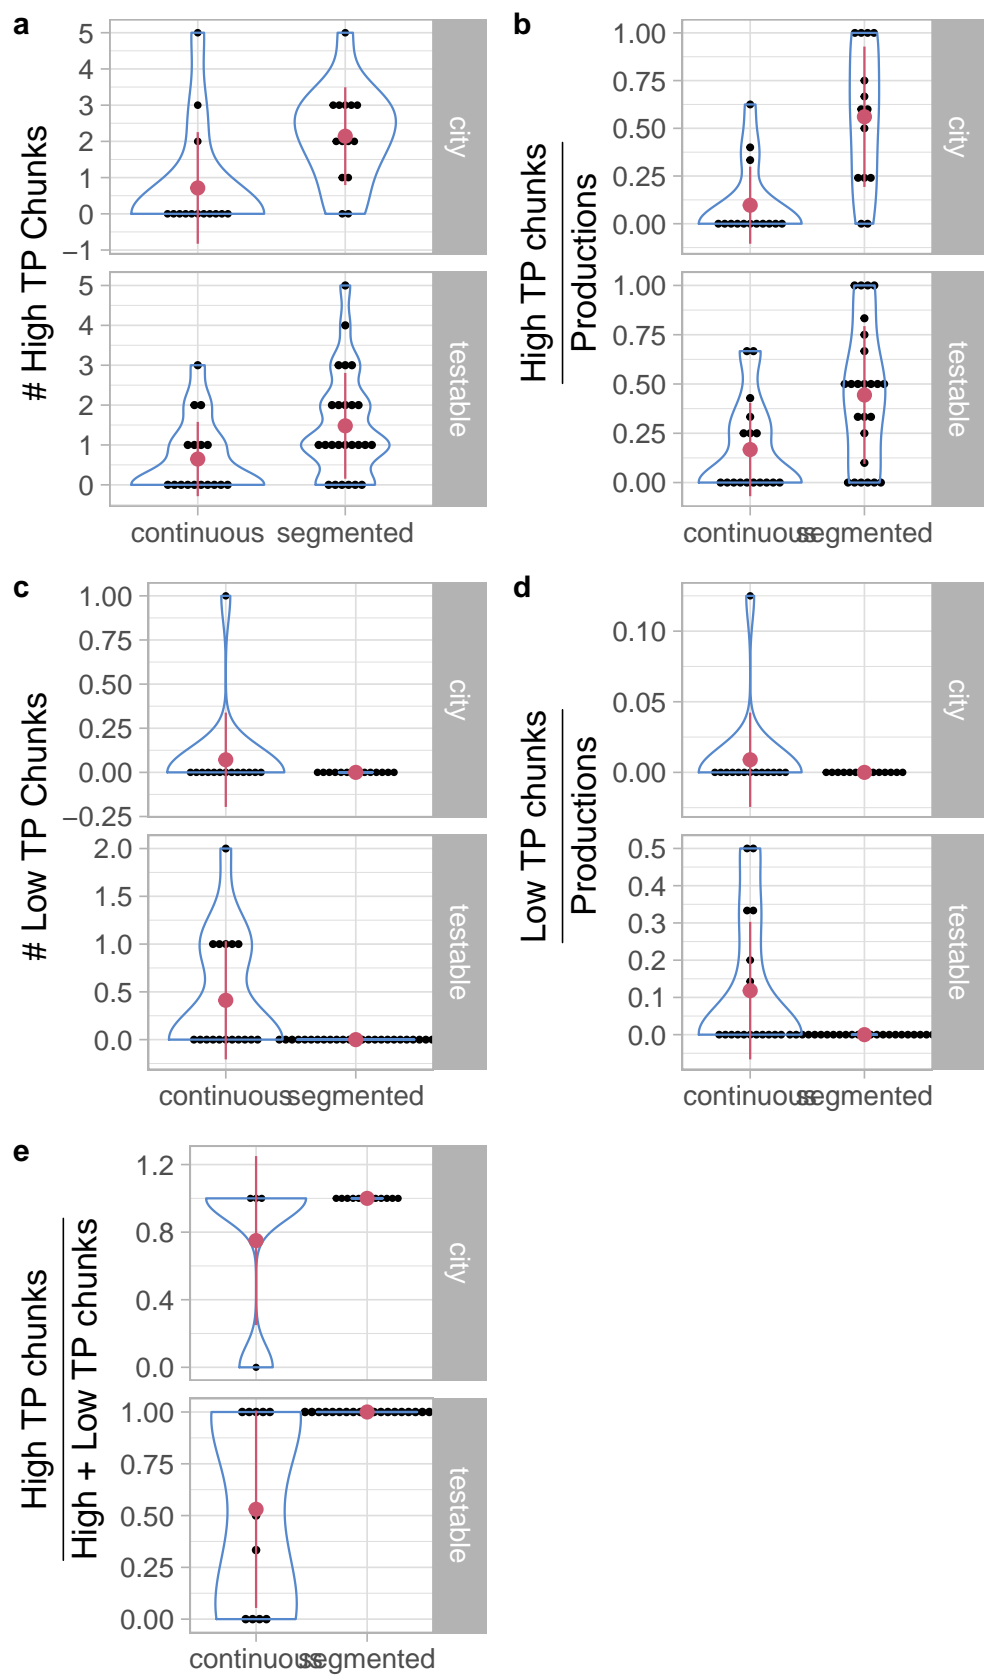 a
# High TP Chunks
5
4
3
2
1
0
−1
city
5
4
3
2
1
0
testable
continuous segmented
b
High TP chunks
Productions
1.00
0.75
0.50
0.25
0.00
city
1.00
0.75
0.50
0.25
0.00
testable
continuous segmented
c
# Low TP Chunks
1.00
0.75
0.50
0.25
0.00
−0.25
city
2.0
1.5
1.0
0.5
0.0
testable
continuous segmented
d
Low TP chunks
Productions
0.10
0.05
0.00
city
0.5
0.4
0.3
0.2
0.1
0.0
testable
continuous segmented
e
High TP chunks
High + Low TP chunks
1.2
0.8
0.4
0.0
city
1.00
0.75
0.50
0.25
0.00
testable
continuous segmented